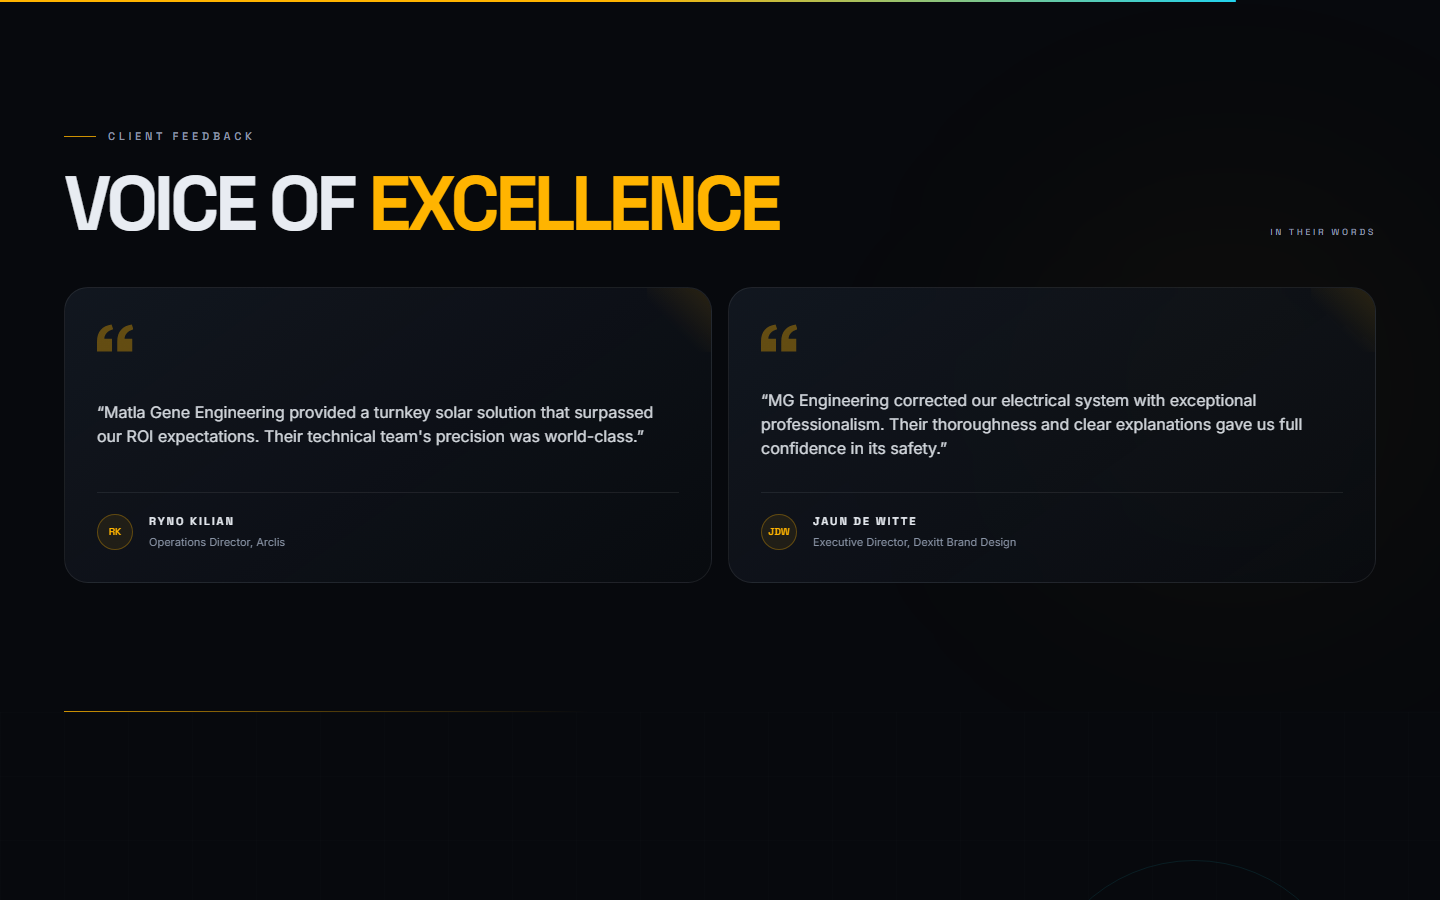 CLIENT FEEDBACK
VOICE OF EXCELLENCE
IN THEIR WORDS
“Matla Gene Engineering provided a turnkey solar solution that surpassed
our ROI expectations. Their technical team's precision was world-class.”
RK
RYNO KILIAN
Operations Director, Arclis
“MG Engineering corrected our electrical system with exceptional
professionalism. Their thoroughness and clear explanations gave us full
confidence in its safety.”
JDW
JAUN DE WITTE
Executive Director, Dexitt Brand Design